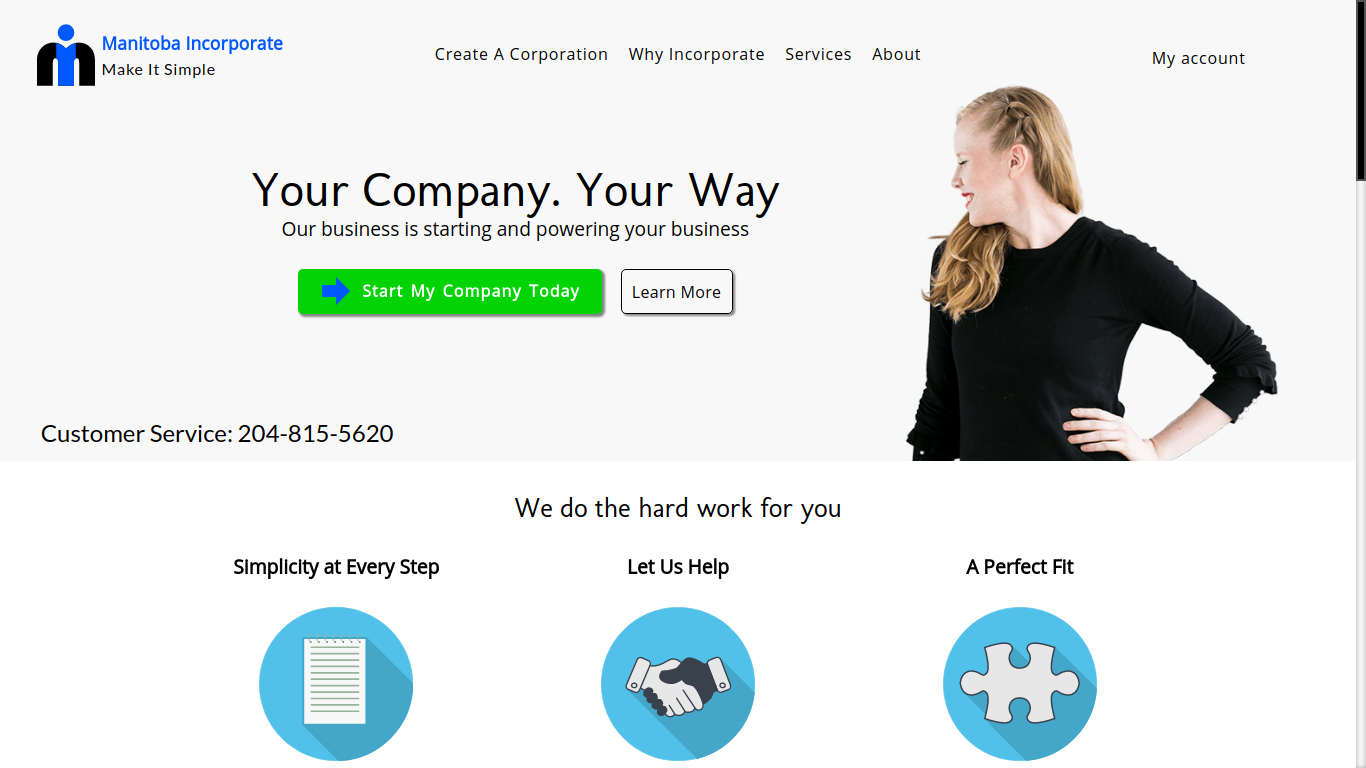 Manitoba Incorporate
Make It Simple
Create A Corporation
Why Incorporate
Services
About
My account
Your Company. Your Way
Our business is starting and powering your business
Start My Company Today
Learn More
Customer Service: 204-815-5620
We do the hard work for you
Simplicity at Every Step
Let Us Help
A Perfect Fit